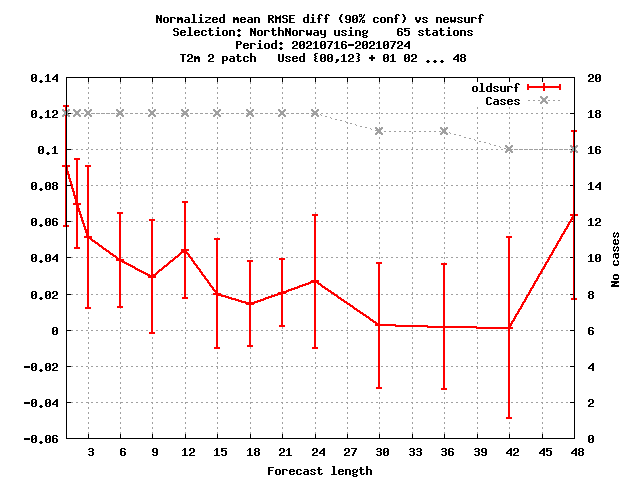 Normalized mean RMSE diff (90% conf) vs newsurf
Selection: NorthNorway using    65 stations
Period: 20210716-20210724
T2m 2 patch   Used {00,12} + 01 02 ... 48
oldsurf
Cases
0.14
0.12
0.1
0.08
0.06
0.04
0.02
0
-0.02
-0.04
-0.06
20
18
16
14
12
10
8
6
4
2
0
No cases
3 6 9 12 15 18 21 24 27 30 33 36 39 42 45 48
Forecast length